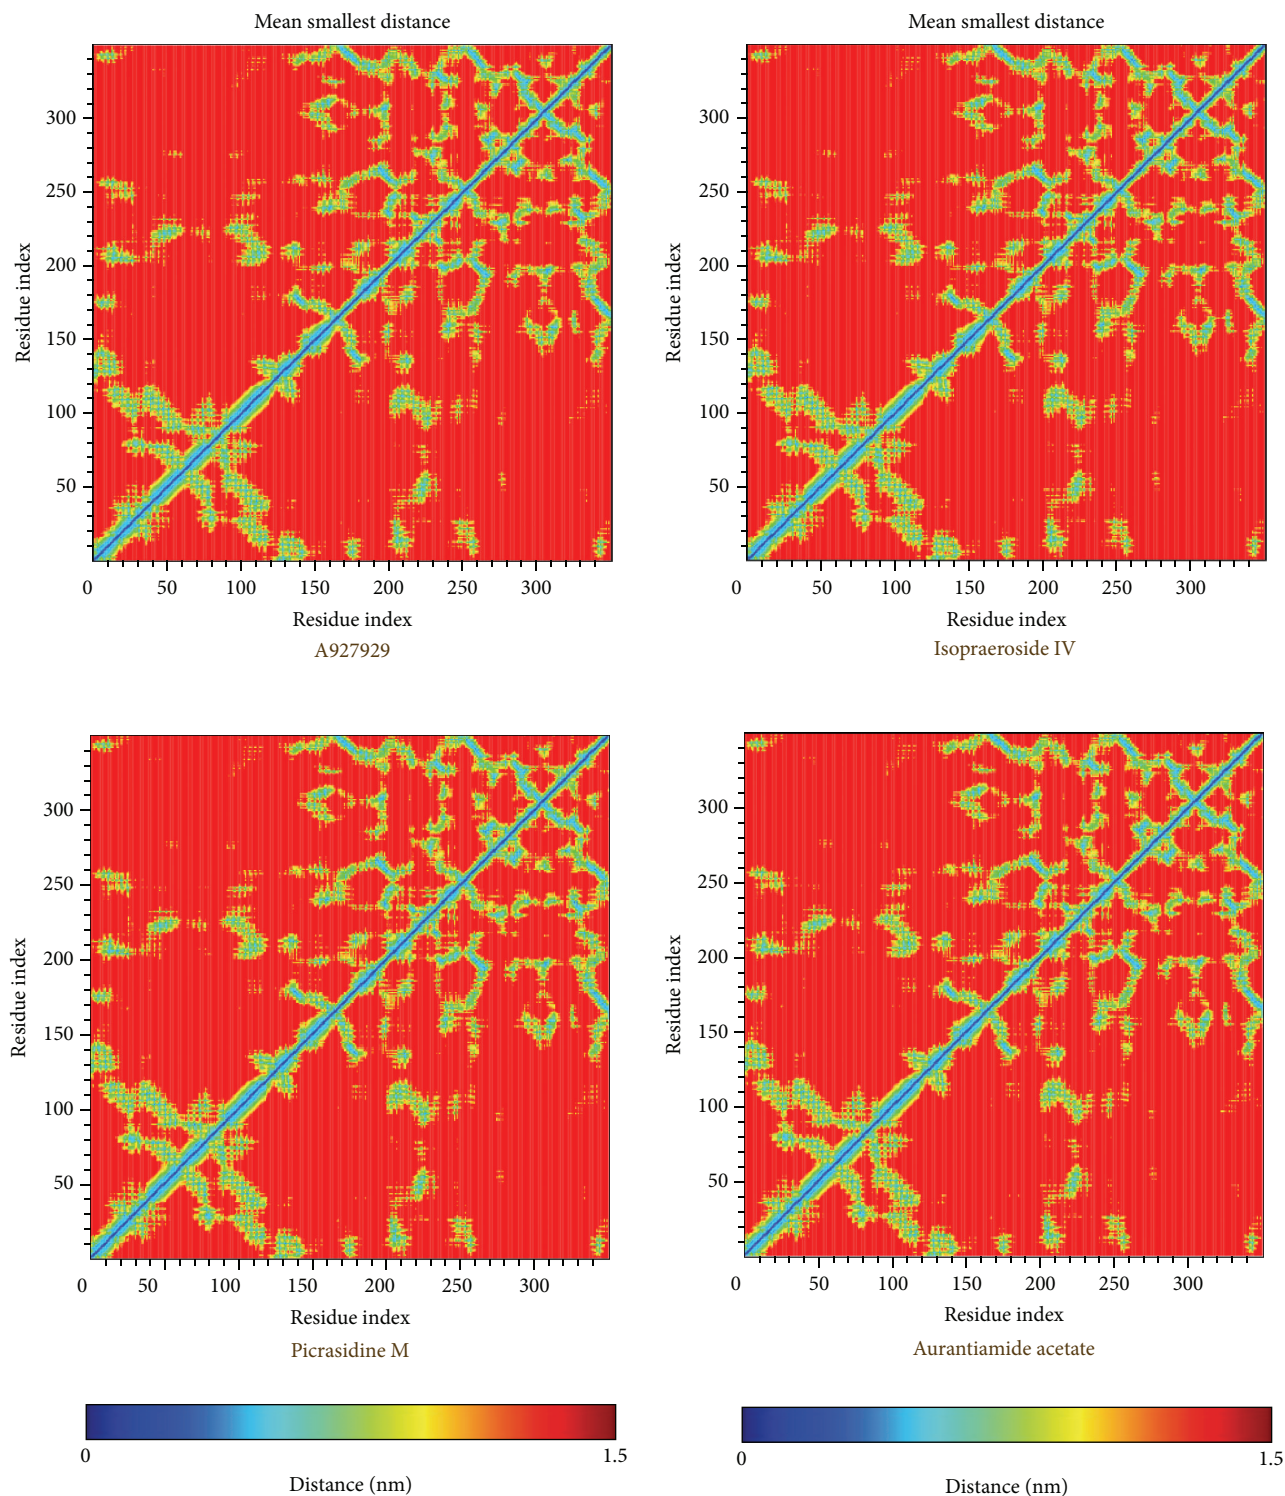 Mean smallest distance
Mean smallest distance
Residue index
300
250
200
150
100
50
0 50 100 150 200 250 300
Residue index
A927929
Residue index
300
250
200
150
100
50
0 50 100 150 200 250 300
Residue index
Isopraeroside IV
Residue index
300
250
200
150
100
50
0 50 100 150 200 250 300
Residue index
Picrasidine M
Residue index
300
250
200
150
100
50
0 50 100 150 200 250 300
Residue index
Aurantiamide acetate
0 1.5
Distance (nm)
0 1.5
Distance (nm)